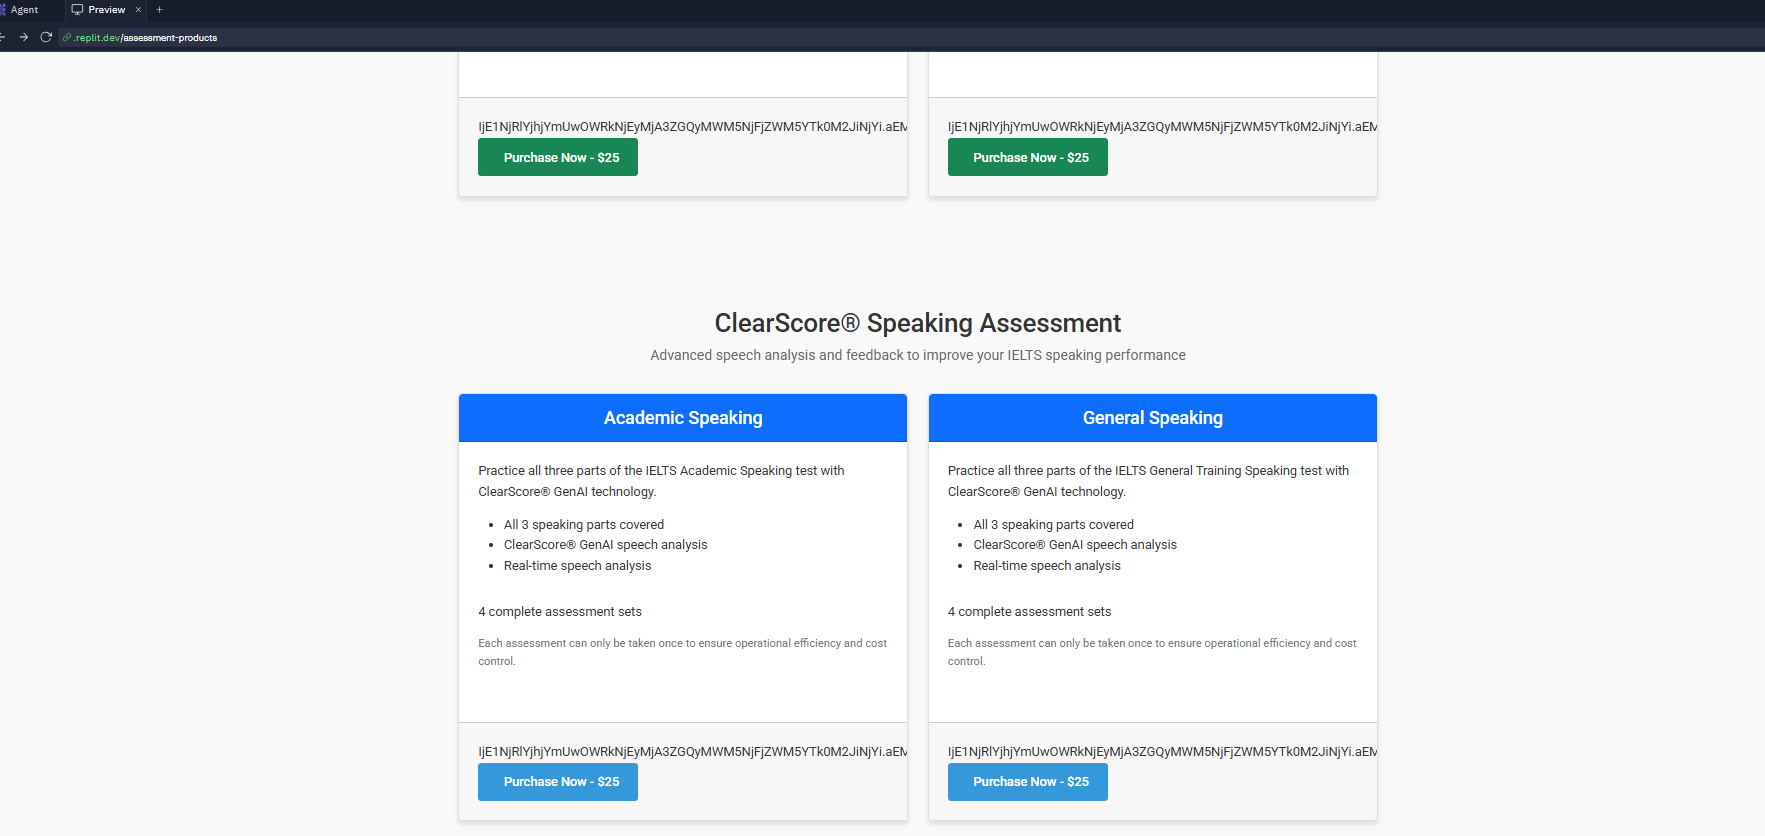 Agent
Preview
.replit.dev/assessment-products
IjE1NjRlYjhjYmUwOWRkNjEyMjA3ZGQyMWM5NjFjZWM5YTk0M2JiNjYi.aEM
IjE1NjRlYjhjYmUwOWRkNjEyMjA3ZGQyMWM5NjFjZWM5YTk0M2JiNjYi.aEM
Purchase Now - $25
Purchase Now - $25
ClearScore® Speaking Assessment
Advanced speech analysis and feedback to improve your IELTS speaking performance
Academic Speaking
Practice all three parts of the IELTS Academic Speaking test with
ClearScore® GenAI technology.
All 3 speaking parts covered
ClearScore® GenAI speech analysis
Real-time speech analysis
4 complete assessment sets
Each assessment can only be taken once to ensure operational efficiency and cost
control.
IjE1NjRlYjhjYmUwOWRkNjEyMjA3ZGQyMWM5NjFjZWM5YTk0M2JiNjYi.aEM
Purchase Now - $25
General Speaking
Practice all three parts of the IELTS General Training Speaking test with
ClearScore® GenAI technology.
All 3 speaking parts covered
ClearScore® GenAI speech analysis
Real-time speech analysis
4 complete assessment sets
Each assessment can only be taken once to ensure operational efficiency and cost
control.
IjE1NjRlYjhjYmUwOWRkNjEyMjA3ZGQyMWM5NjFjZWM5YTk0M2JiNjYi.aEM
Purchase Now - $25